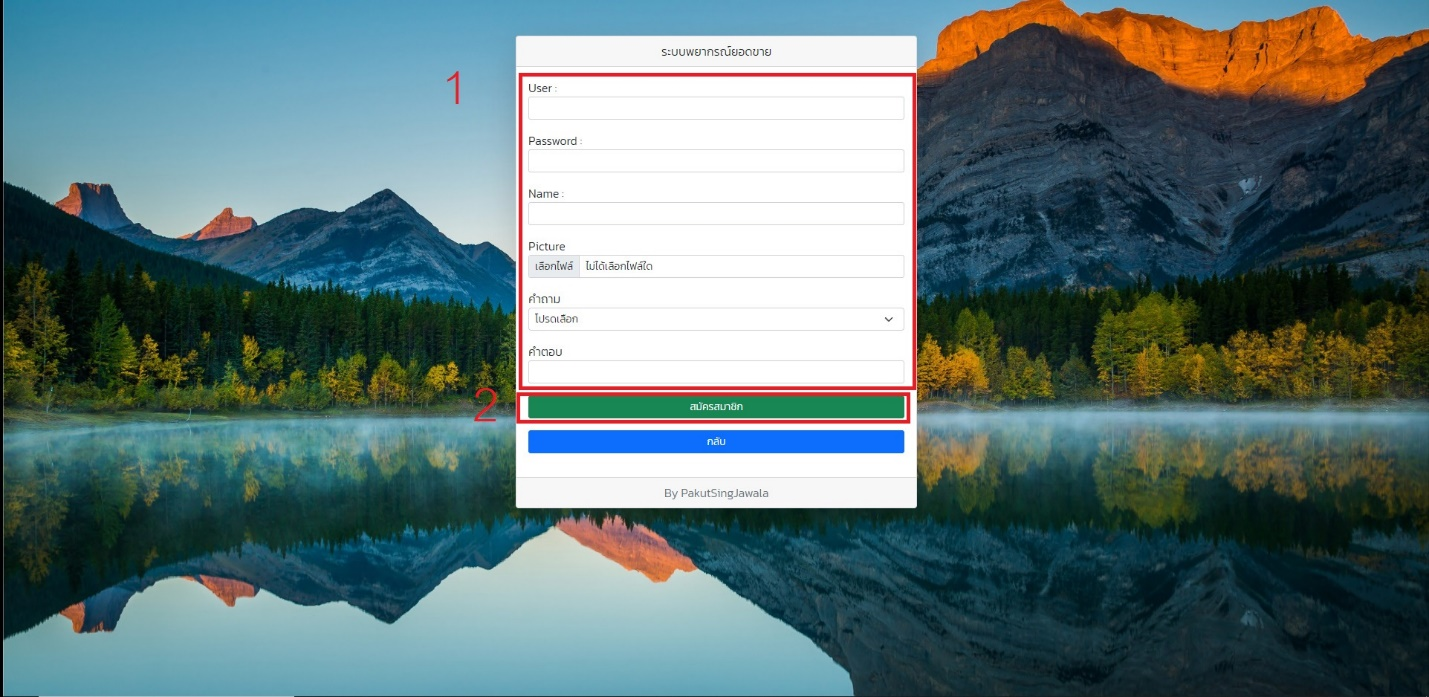 ระบบพยากรณ์ยอดขาย
1
User :
Password :
Name :
Picture
เลือกไฟล์ ไม่ได้เลือกไฟล์ใด
คำถาม
โปรดเลือก
คำตอบ
2
สมัครสมาชิก
กลับ
By PakutSingJawala